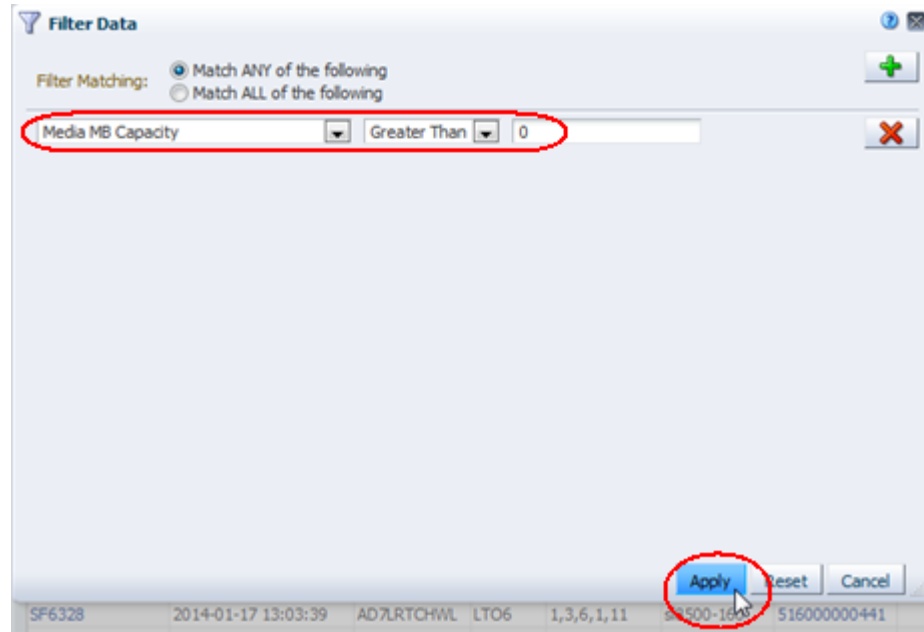 Filter Data
Filter Matching:
Match ANY of the following
Match ALL of the following
Media MB Capacity Greater Than 0
Apply Reset Cancel
SF6328 2014-01-17 13:03:39 AD7LRTCHWL LTO6 1,3,6,1,11 516000000441